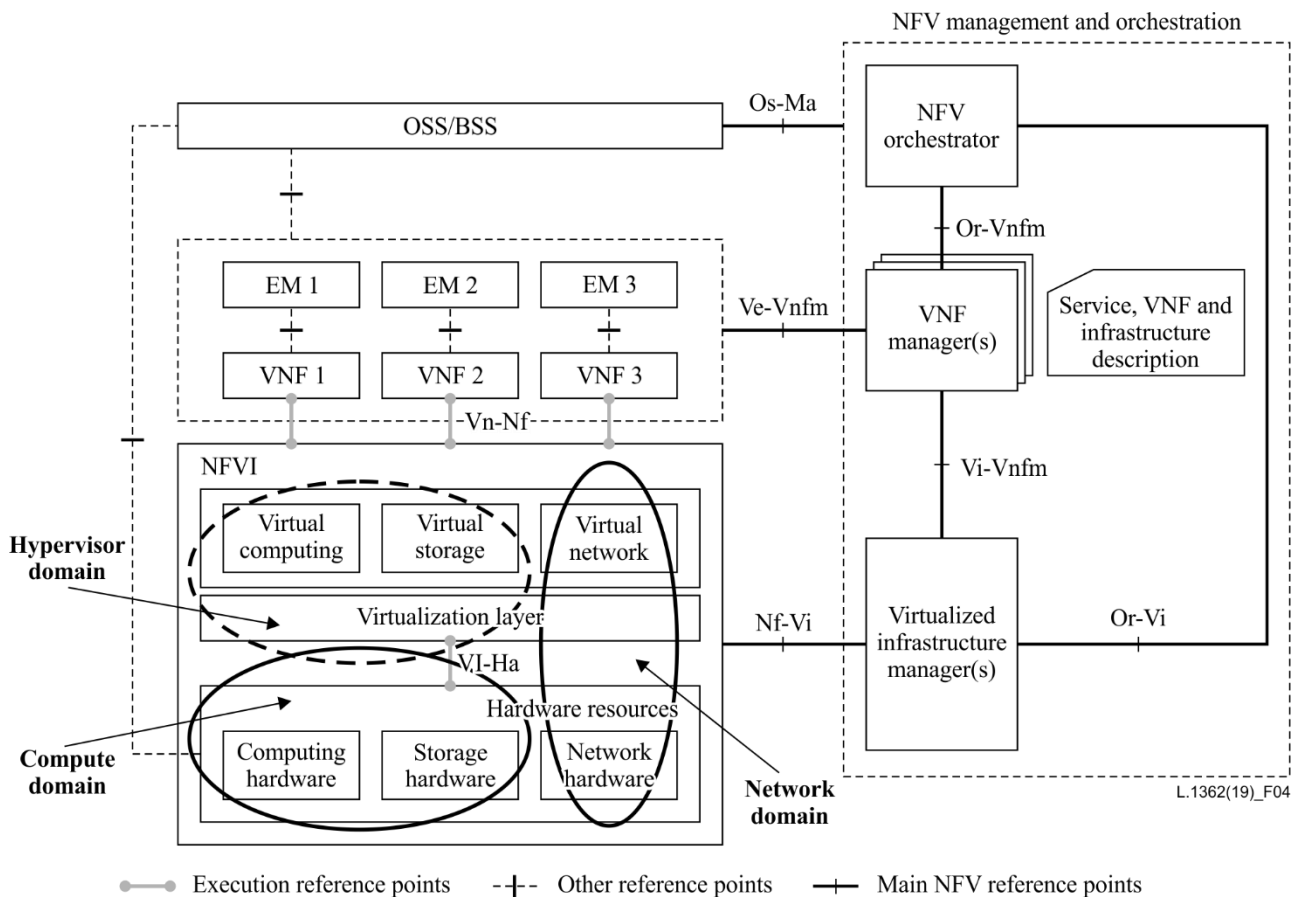 NFV management and orchestration
Os-Ma
OSS/BSS
NFV
orchestrator
Or-Vnfm
EM 1
EM 2
EM 3
Ve-Vnfm
VNF
manager(s)
Service, VNF and
infrastructure
description
VNF 1
VNF 2
VNF 3
Vn-Nf
NFVI
Vi-Vnfm
Virtual
computing
Virtual
storage
Virtual
network
Hypervisor
domain
Virtualization layer
Nf-Vi
Virtualized
infrastructure
manager(s)
Or-Vi
VI-Ha
Hardware resources
Compute
domain
Computing
hardware
Storage
hardware
Network
hardware
Network
domain
L.1362(19)_F04
Execution reference points
Other reference points
Main NFV reference points